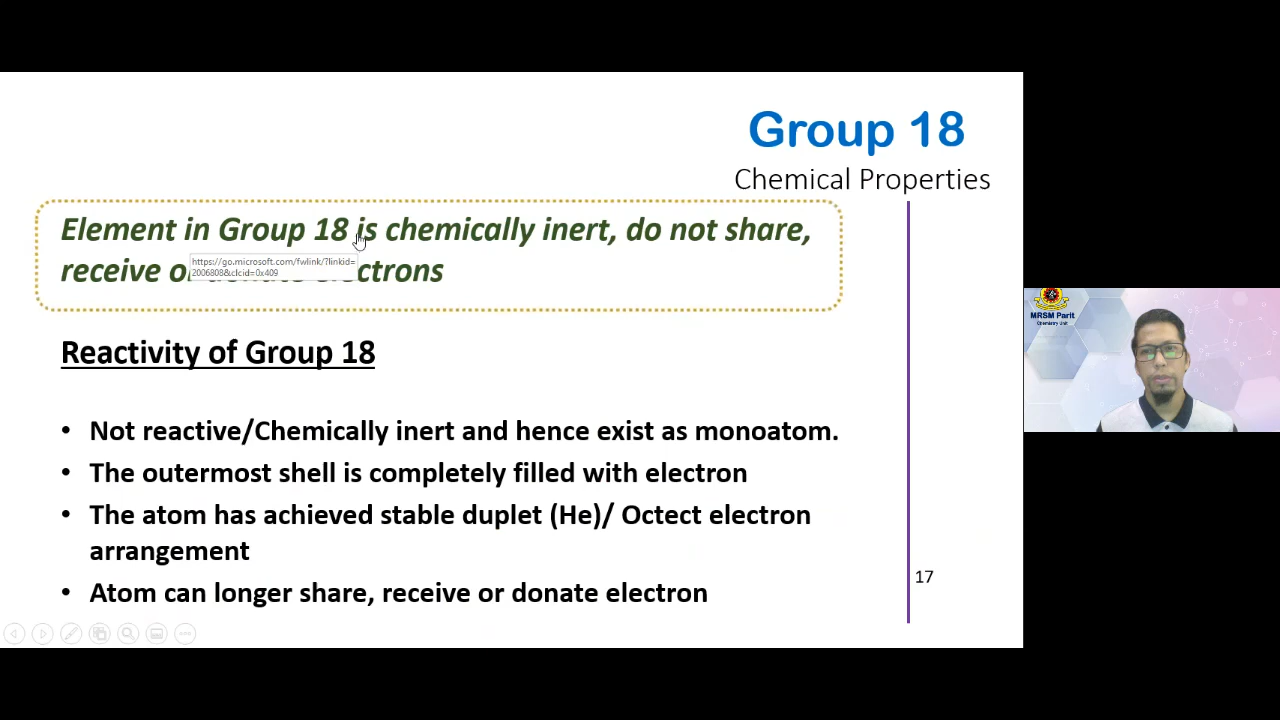 Group 18
Chemical Properties
Element in Group 18 is chemically inert, do not share,
receive or donate electrons
https://go.microsoft.com/fwlink/?linkid=
2006808&clcid=0x409
Reactivity of Group 18
• Not reactive/Chemically inert and hence exist as monoatom.
• The outermost shell is completely filled with electron
• The atom has achieved stable duplet (He)/ Octect electron
arrangement
• Atom can longer share, receive or donate electron
17
MRSM Parit
Chemistry Unit